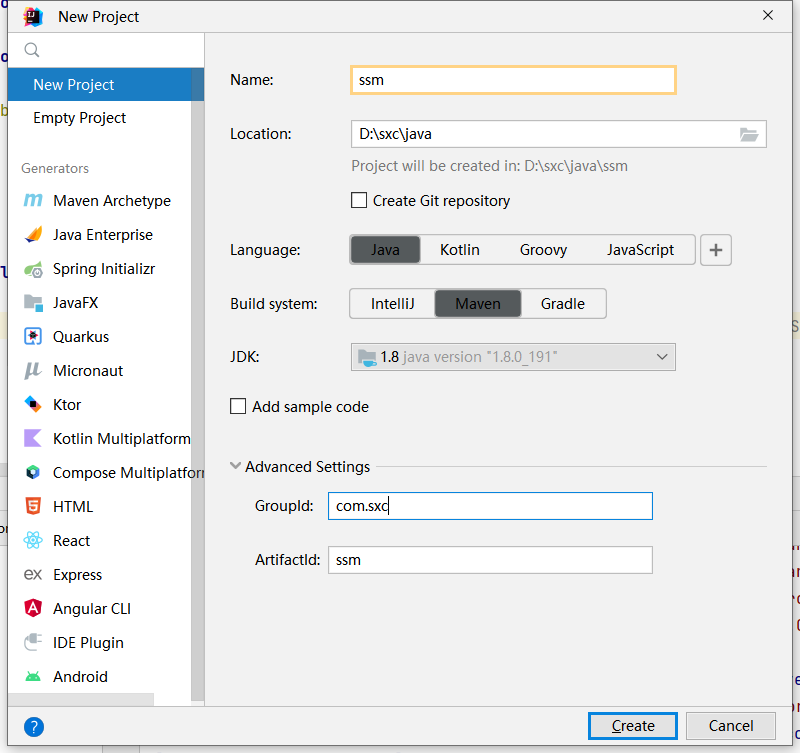 New Project
New Project
Empty Project
Generators
Maven Archetype
Java Enterprise
Spring Initializr
JavaFX
Quarkus
Micronaut
Ktor
Kotlin Multiplatform
Compose Multiplatfor
HTML
React
ex Express
Angular CLI
IDE Plugin
Android
Name: ssm
Location: D:\sxc\java
Project will be created in: D:\sxc\java\ssm
Create Git repository
Language: Java Kotlin Groovy JavaScript +
Build system: IntelliJ Maven Gradle
JDK: 1.8 java version "1.8.0_191"
Add sample code
Advanced Settings
GroupId: com.sxc
ArtifactId: ssm
? Create Cancel